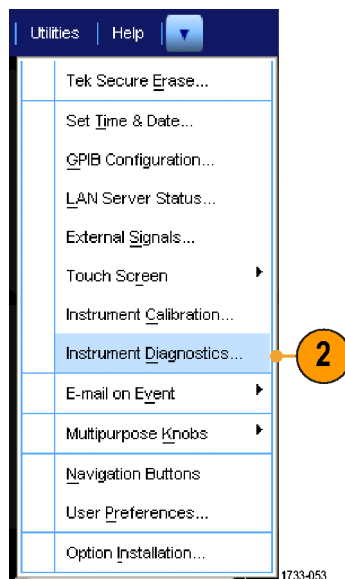 Utilities Help
Tek Secure Erase...
Set Time & Date...
GPIB Configuration...
LAN Server Status...
External Signals...
Touch Screen
Instrument Calibration...
Instrument Diagnostics...
2
E-mail on Event
Multipurpose Knobs
Navigation Buttons
User Preferences...
Option Installation...
1733-053